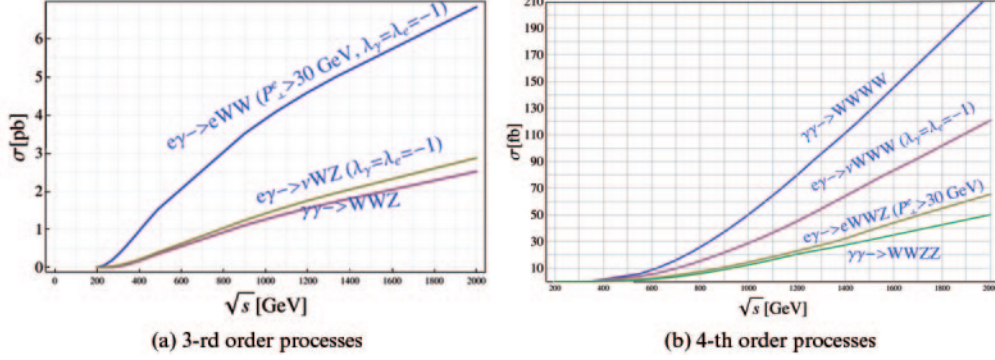 σ[pb]
6
5
4
3
2
1
0
eγ−>eWW (P⊥ᵉ>30 GeV, λγ=λe=−1)
eγ−>νWZ (λγ=λe=−1)
γγ−>WWZ
0 200 400 600 800 1000 1200 1400 1600 1800 2000
√s [GeV]
(a) 3-rd order processes
σ[fb]
210
190
170
150
130
110
90
70
50
30
10
γγ−>WWWW
eγ−>νWWW (λγ=λe=−1)
eγ−>eWWZ (P⊥ᵉ>30 GeV)
γγ−>WWZZ
200 400 600 800 1000 1200 1400 1600 1800 2000
√s [GeV]
(b) 4-th order processes